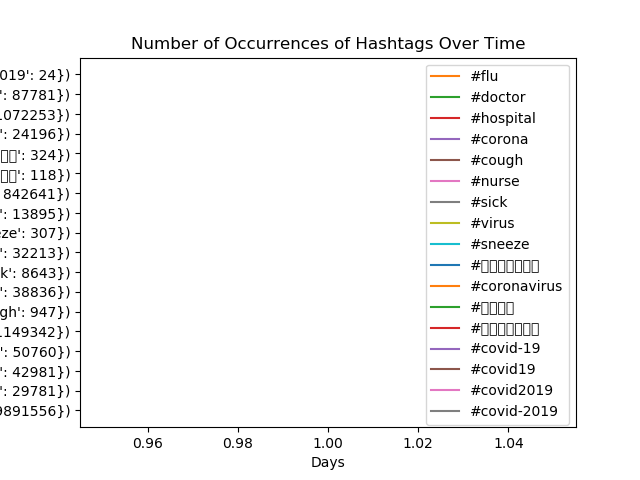 Number of Occurrences of Hashtags Over Time
019': 24})
': 87781})
1072253})
': 24196})
': 324})
': 118})
842641})
': 13895})
eze': 307})
': 32213})
k': 8643})
': 38836})
gh': 947})
1149342})
': 50760})
': 42981})
': 29781})
9891556})
#flu
#doctor
#hospital
#corona
#cough
#nurse
#sick
#virus
#sneeze
#
#coronavirus
#
#
#covid-19
#covid19
#covid2019
#covid-2019
0.96
0.98
1.00
1.02
1.04
Days